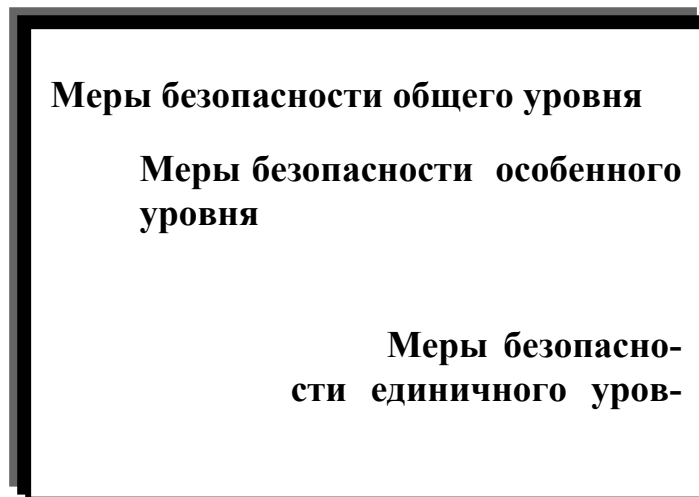 Меры безопасности общего уровня
Меры безопасности особенного
уровня
Меры безопасно-
сти единичного уров-